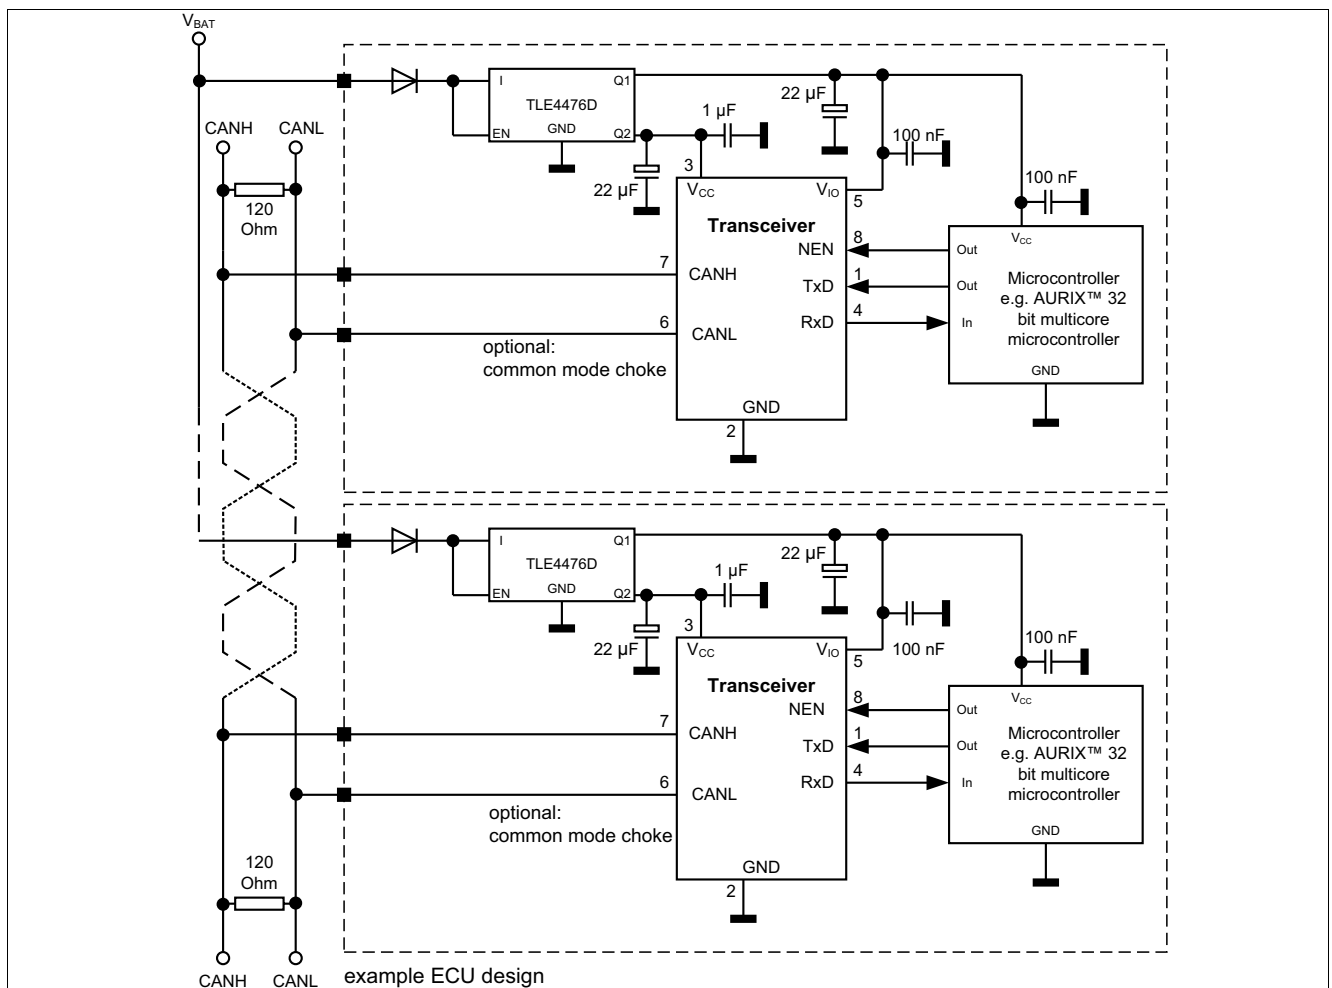 VBAT
CANH
CANL
120
Ohm
I
Q1
TLE4476D
EN
GND
Q2
22 µF
1 µF
22 µF
100 nF
100 nF
3
VCC
VIO
5
Transceiver
NEN
8
TxD
1
RxD
4
7
CANH
6
CANL
optional:
common mode choke
GND
2
VCC
Out
Out
In
Microcontroller
e.g. AURIX™ 32
bit multicore
microcontroller
GND
I
Q1
TLE4476D
EN
GND
Q2
22 µF
1 µF
22 µF
100 nF
100 nF
3
VCC
VIO
5
Transceiver
NEN
8
TxD
1
RxD
4
7
CANH
6
CANL
optional:
common mode choke
GND
2
VCC
Out
Out
In
Microcontroller
e.g. AURIX™ 32
bit multicore
microcontroller
GND
120
Ohm
CANH
CANL
example ECU design